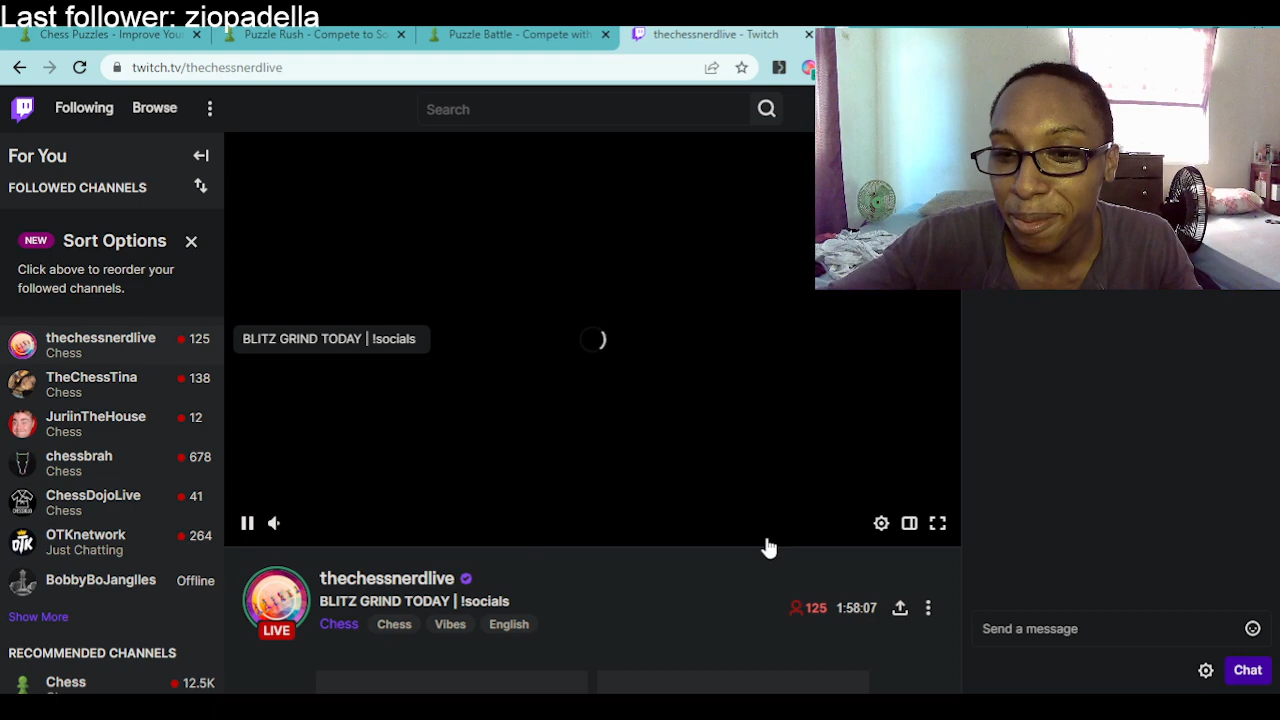 Last follower: ziopadella
Chess Puzzles - Improve Your
Puzzle Rush - Compete to So
Puzzle Battle - Compete with
thechessnerdlive - Twitch
twitch.tv/thechessnerdlive
Following
Browse
Search
For You
FOLLOWED CHANNELS
NEW
Sort Options
Click above to reorder your
followed channels.
thechessnerdlive
125
Chess
TheChessTina
138
Chess
JuriinTheHouse
12
Chess
chessbrah
678
Chess
ChessDojoLive
41
Chess
OTKnetwork
264
Just Chatting
BobbyBoJanglles
Offline
Show More
RECOMMENDED CHANNELS
Chess
12.5K
BLITZ GRIND TODAY | !socials
thechessnerdlive
BLITZ GRIND TODAY | !socials
LIVE
Chess
Chess
Vibes
English
125
1:58:07
Send a message
Chat